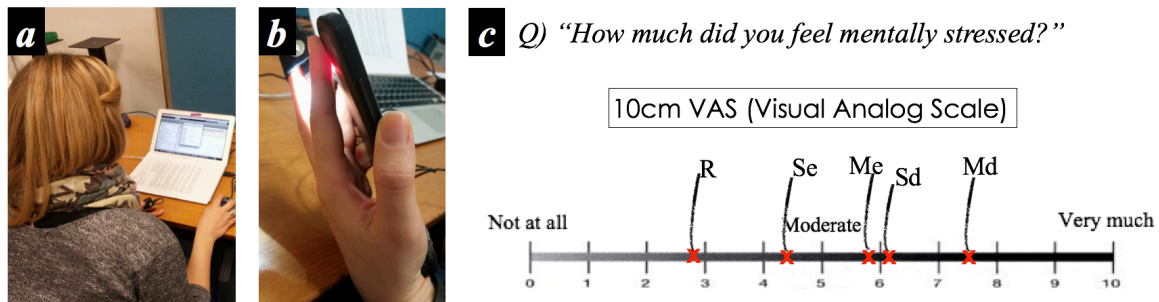 a
b
c
Q) “How much did you feel mentally stressed?”
10cm VAS (Visual Analog Scale)
R Se Me Sd Md
Not at all Moderate Very much
0 1 2 3 4 5 6 7 8 9 10